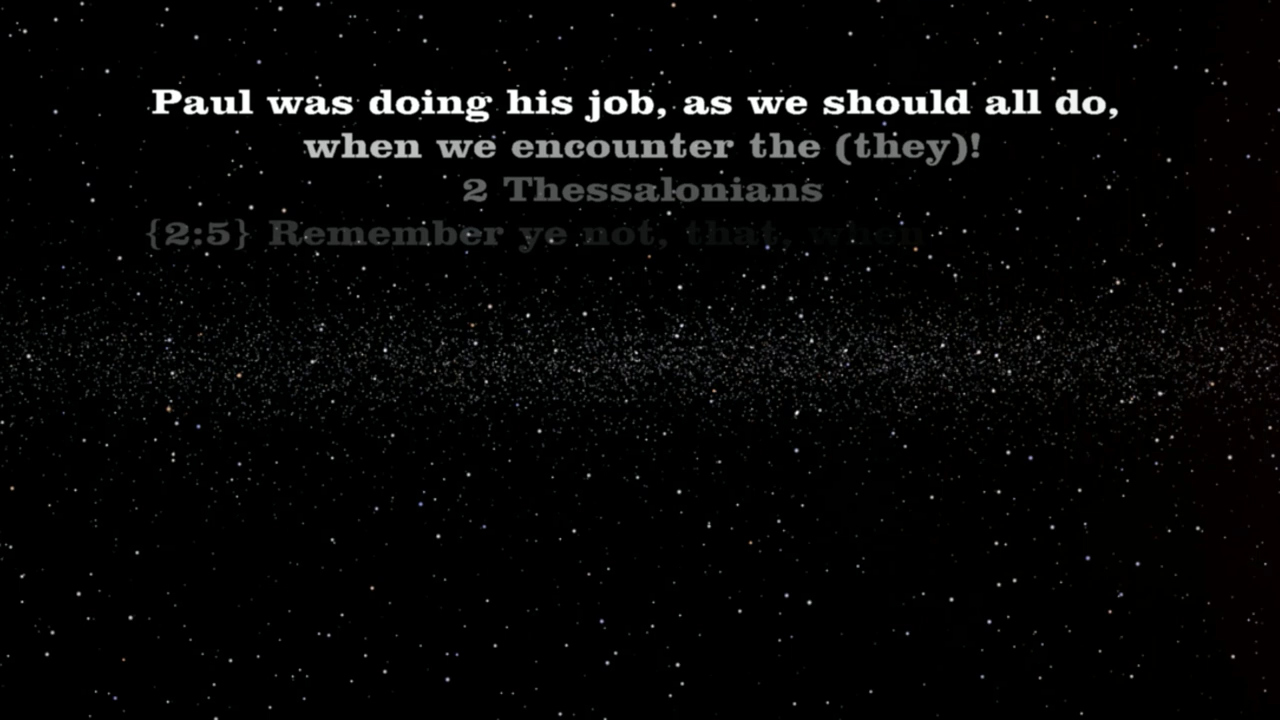 Paul was doing his job, as we should all do,
when we encounter the (they)!
2 Thessalonians
{2:5} Remember ye not, that, when